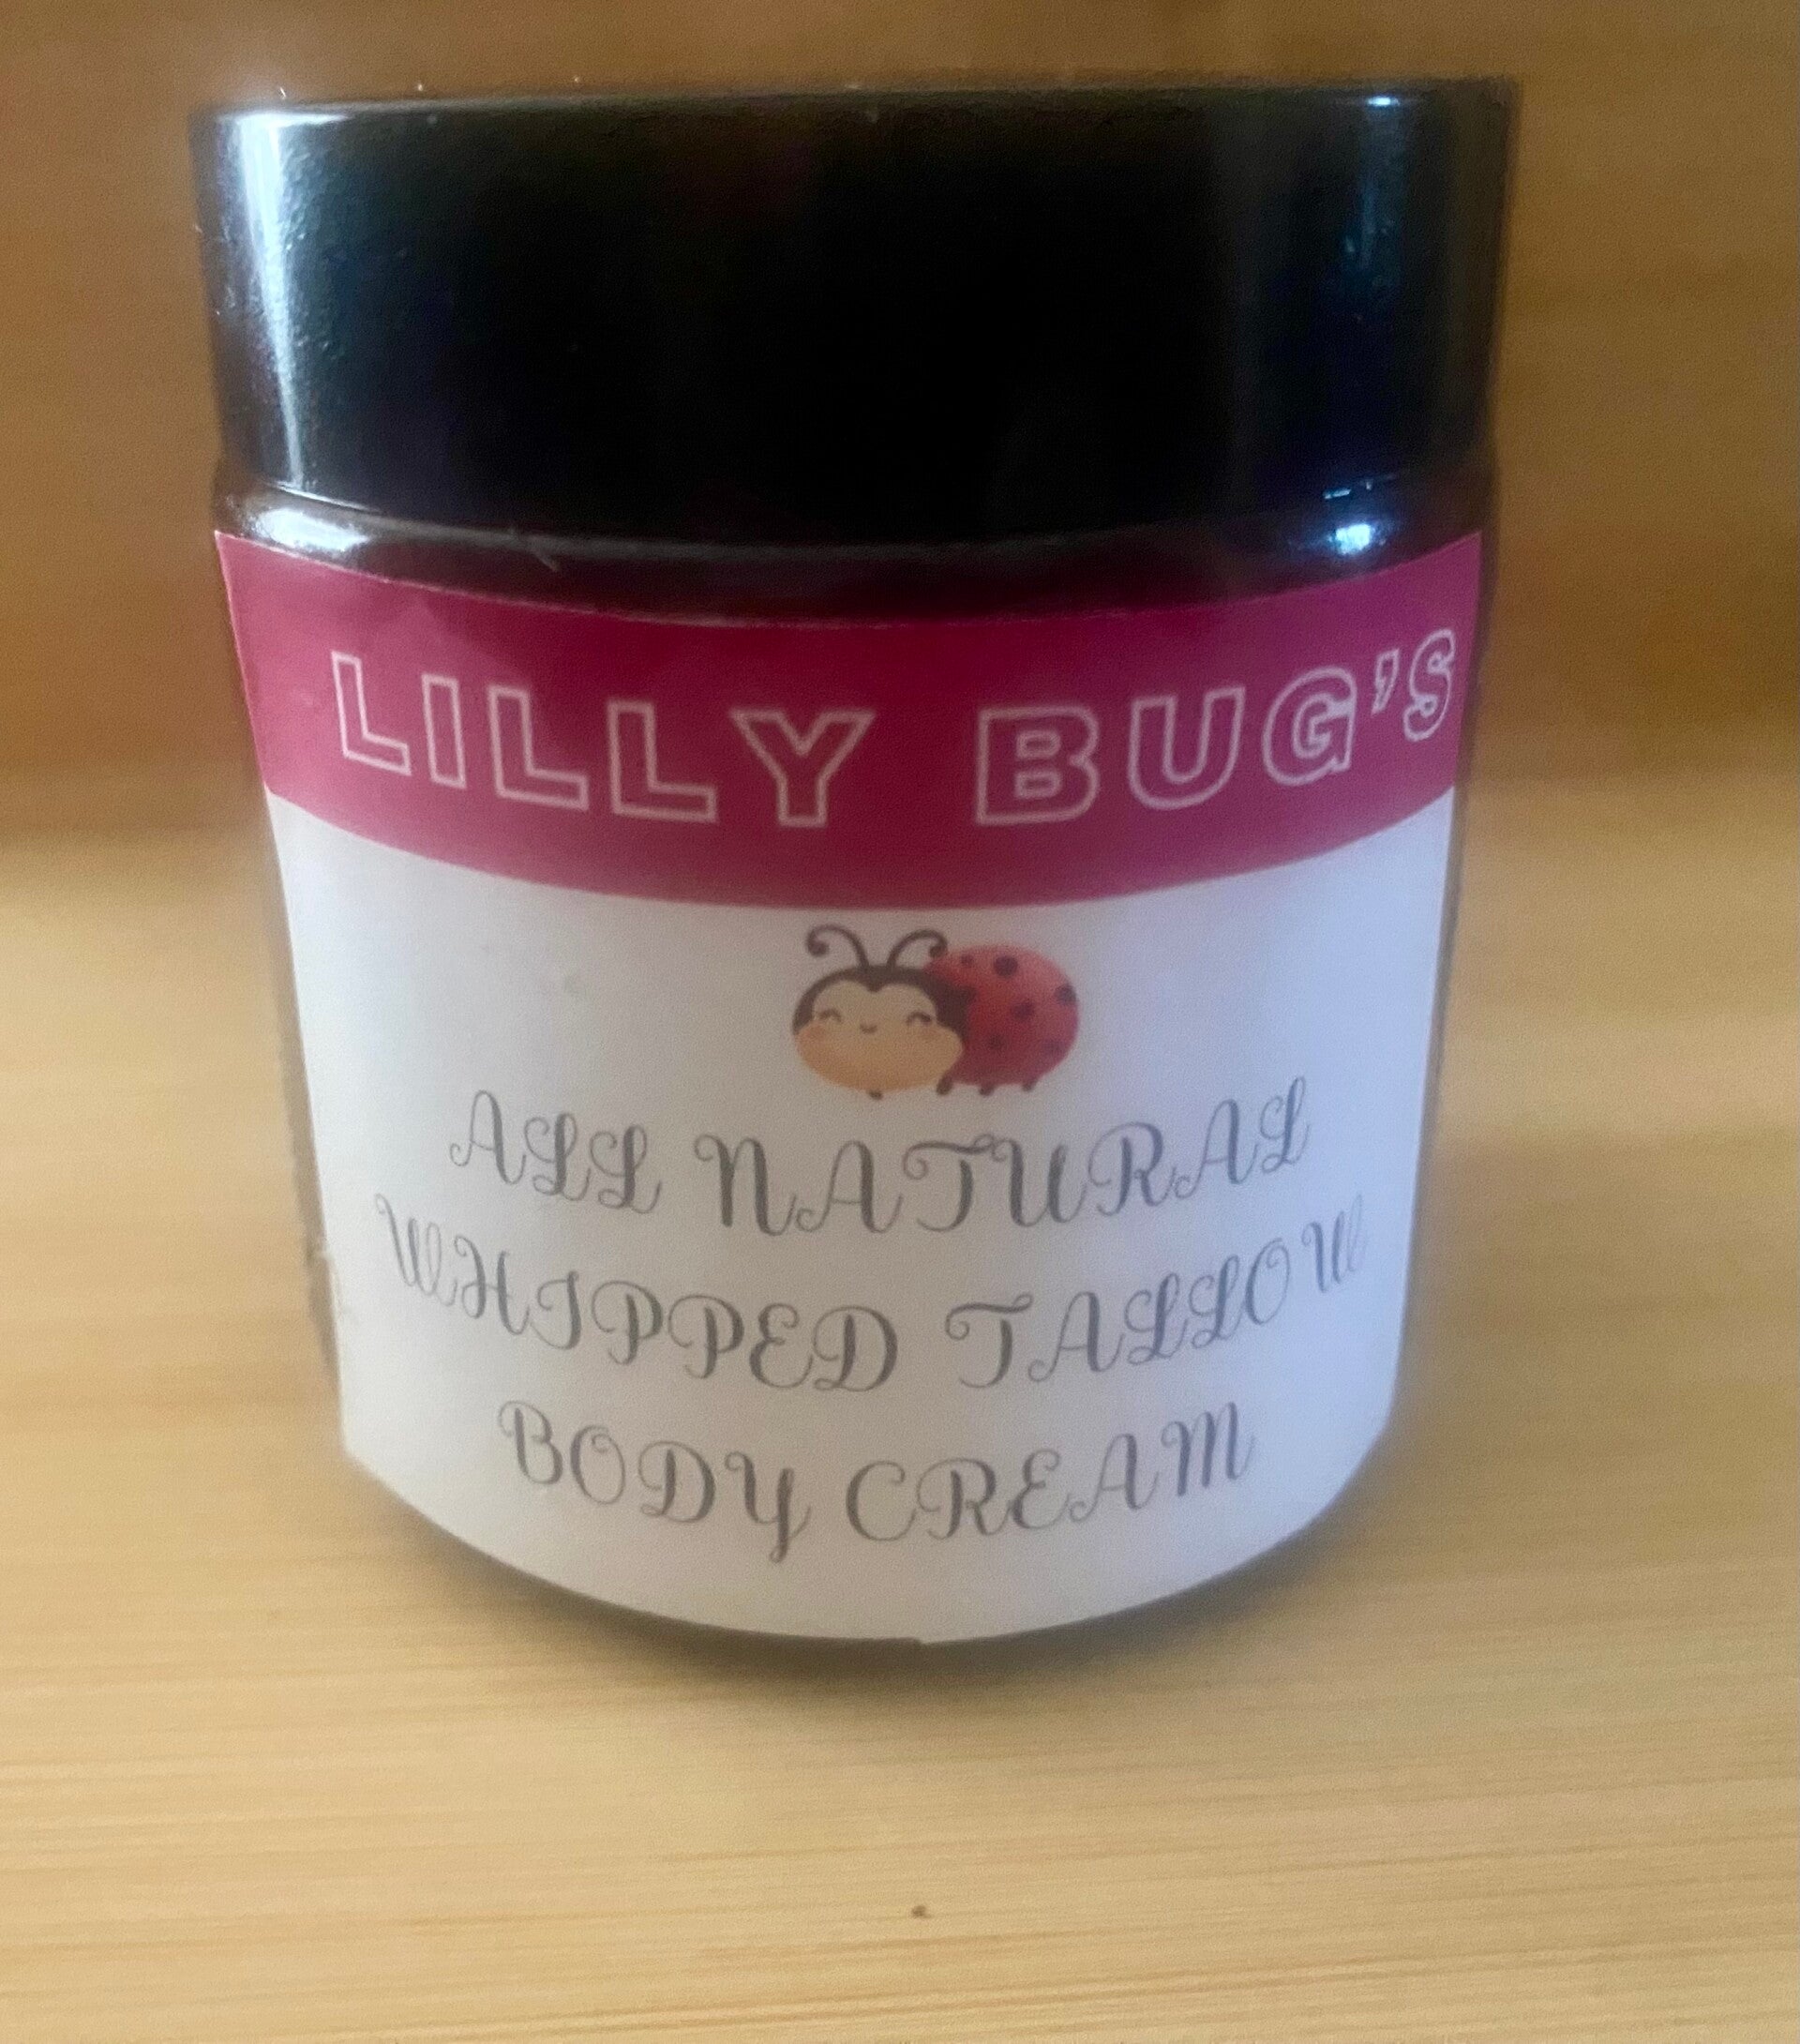 LILLY BUG'S
ALL NATURAL
WHIPPED TALLOW
BODY CREAM